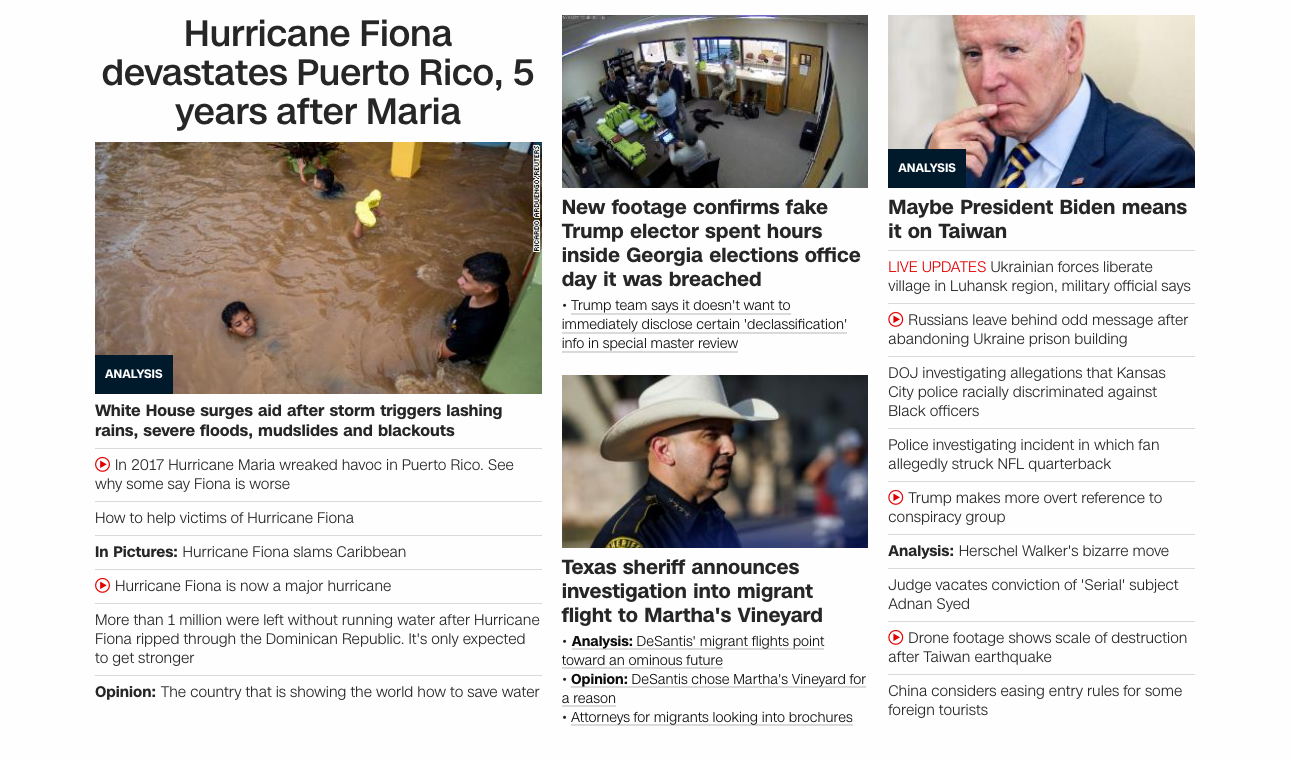 Hurricane Fiona
devastates Puerto Rico, 5
years after Maria
RICARDO ARDUENGO/REUTERS
ANALYSIS
White House surges aid after storm triggers lashing
rains, severe floods, mudslides and blackouts
In 2017 Hurricane Maria wreaked havoc in Puerto Rico. See
why some say Fiona is worse
How to help victims of Hurricane Fiona
In Pictures: Hurricane Fiona slams Caribbean
Hurricane Fiona is now a major hurricane
More than 1 million were left without running water after Hurricane
Fiona ripped through the Dominican Republic. It's only expected
to get stronger
Opinion: The country that is showing the world how to save water
New footage confirms fake
Trump elector spent hours
inside Georgia elections office
day it was breached
• Trump team says it doesn't want to
immediately disclose certain 'declassification'
info in special master review
SHERIFF
Texas sheriff announces
investigation into migrant
flight to Martha's Vineyard
• Analysis: DeSantis' migrant flights point
toward an ominous future
• Opinion: DeSantis chose Martha's Vineyard for
a reason
• Attorneys for migrants looking into brochures
ANALYSIS
Maybe President Biden means
it on Taiwan
LIVE UPDATES Ukrainian forces liberate
village in Luhansk region, military official says
Russians leave behind odd message after
abandoning Ukraine prison building
DOJ investigating allegations that Kansas
City police racially discriminated against
Black officers
Police investigating incident in which fan
allegedly struck NFL quarterback
Trump makes more overt reference to
conspiracy group
Analysis: Herschel Walker's bizarre move
Judge vacates conviction of 'Serial' subject
Adnan Syed
Drone footage shows scale of destruction
after Taiwan earthquake
China considers easing entry rules for some
foreign tourists